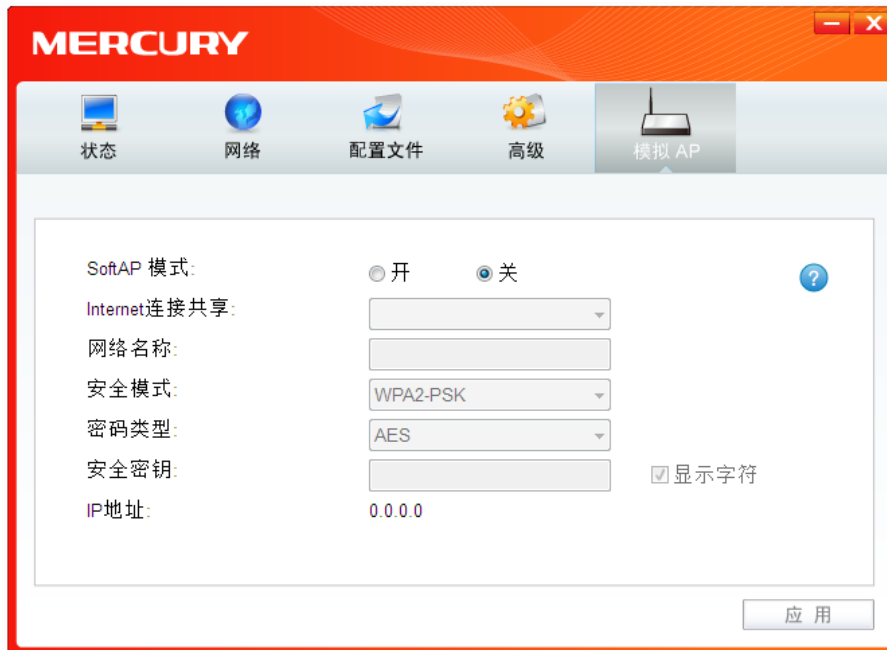 MERCURY
状态 网络 配置文件 高级 模拟 AP
SoftAP 模式: 开 关
?
Internet连接共享:
网络名称:
安全模式: WPA2-PSK
密码类型: AES
安全密钥: 显示字符
IP地址: 0.0.0.0
应 用